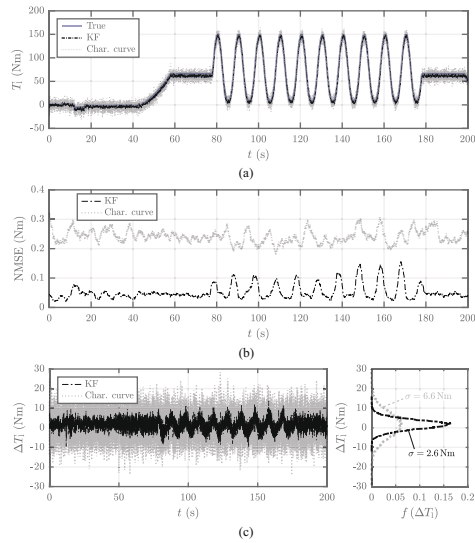 200
150
100
50
0
-50
T_l (Nm)
True
KF
Char. curve
0 20 40 60 80 100 120 140 160 180 200
t (s)
(a)
0.4
0.3
0.2
0.1
0
NMSE (Nm)
KF
Char. curve
0 20 40 60 80 100 120 140 160 180 200
t (s)
(b)
30
20
10
0
-10
-20
-30
ΔT_l (Nm)
KF
Char. curve
0 50 100 150 200
t (s)
30
20
10
0
-10
-20
-30
ΔT_l (Nm)
σ = 6.6 Nm
σ = 2.6 Nm
0 0.05 0.1 0.15 0.2
f (ΔT_l)
(c)